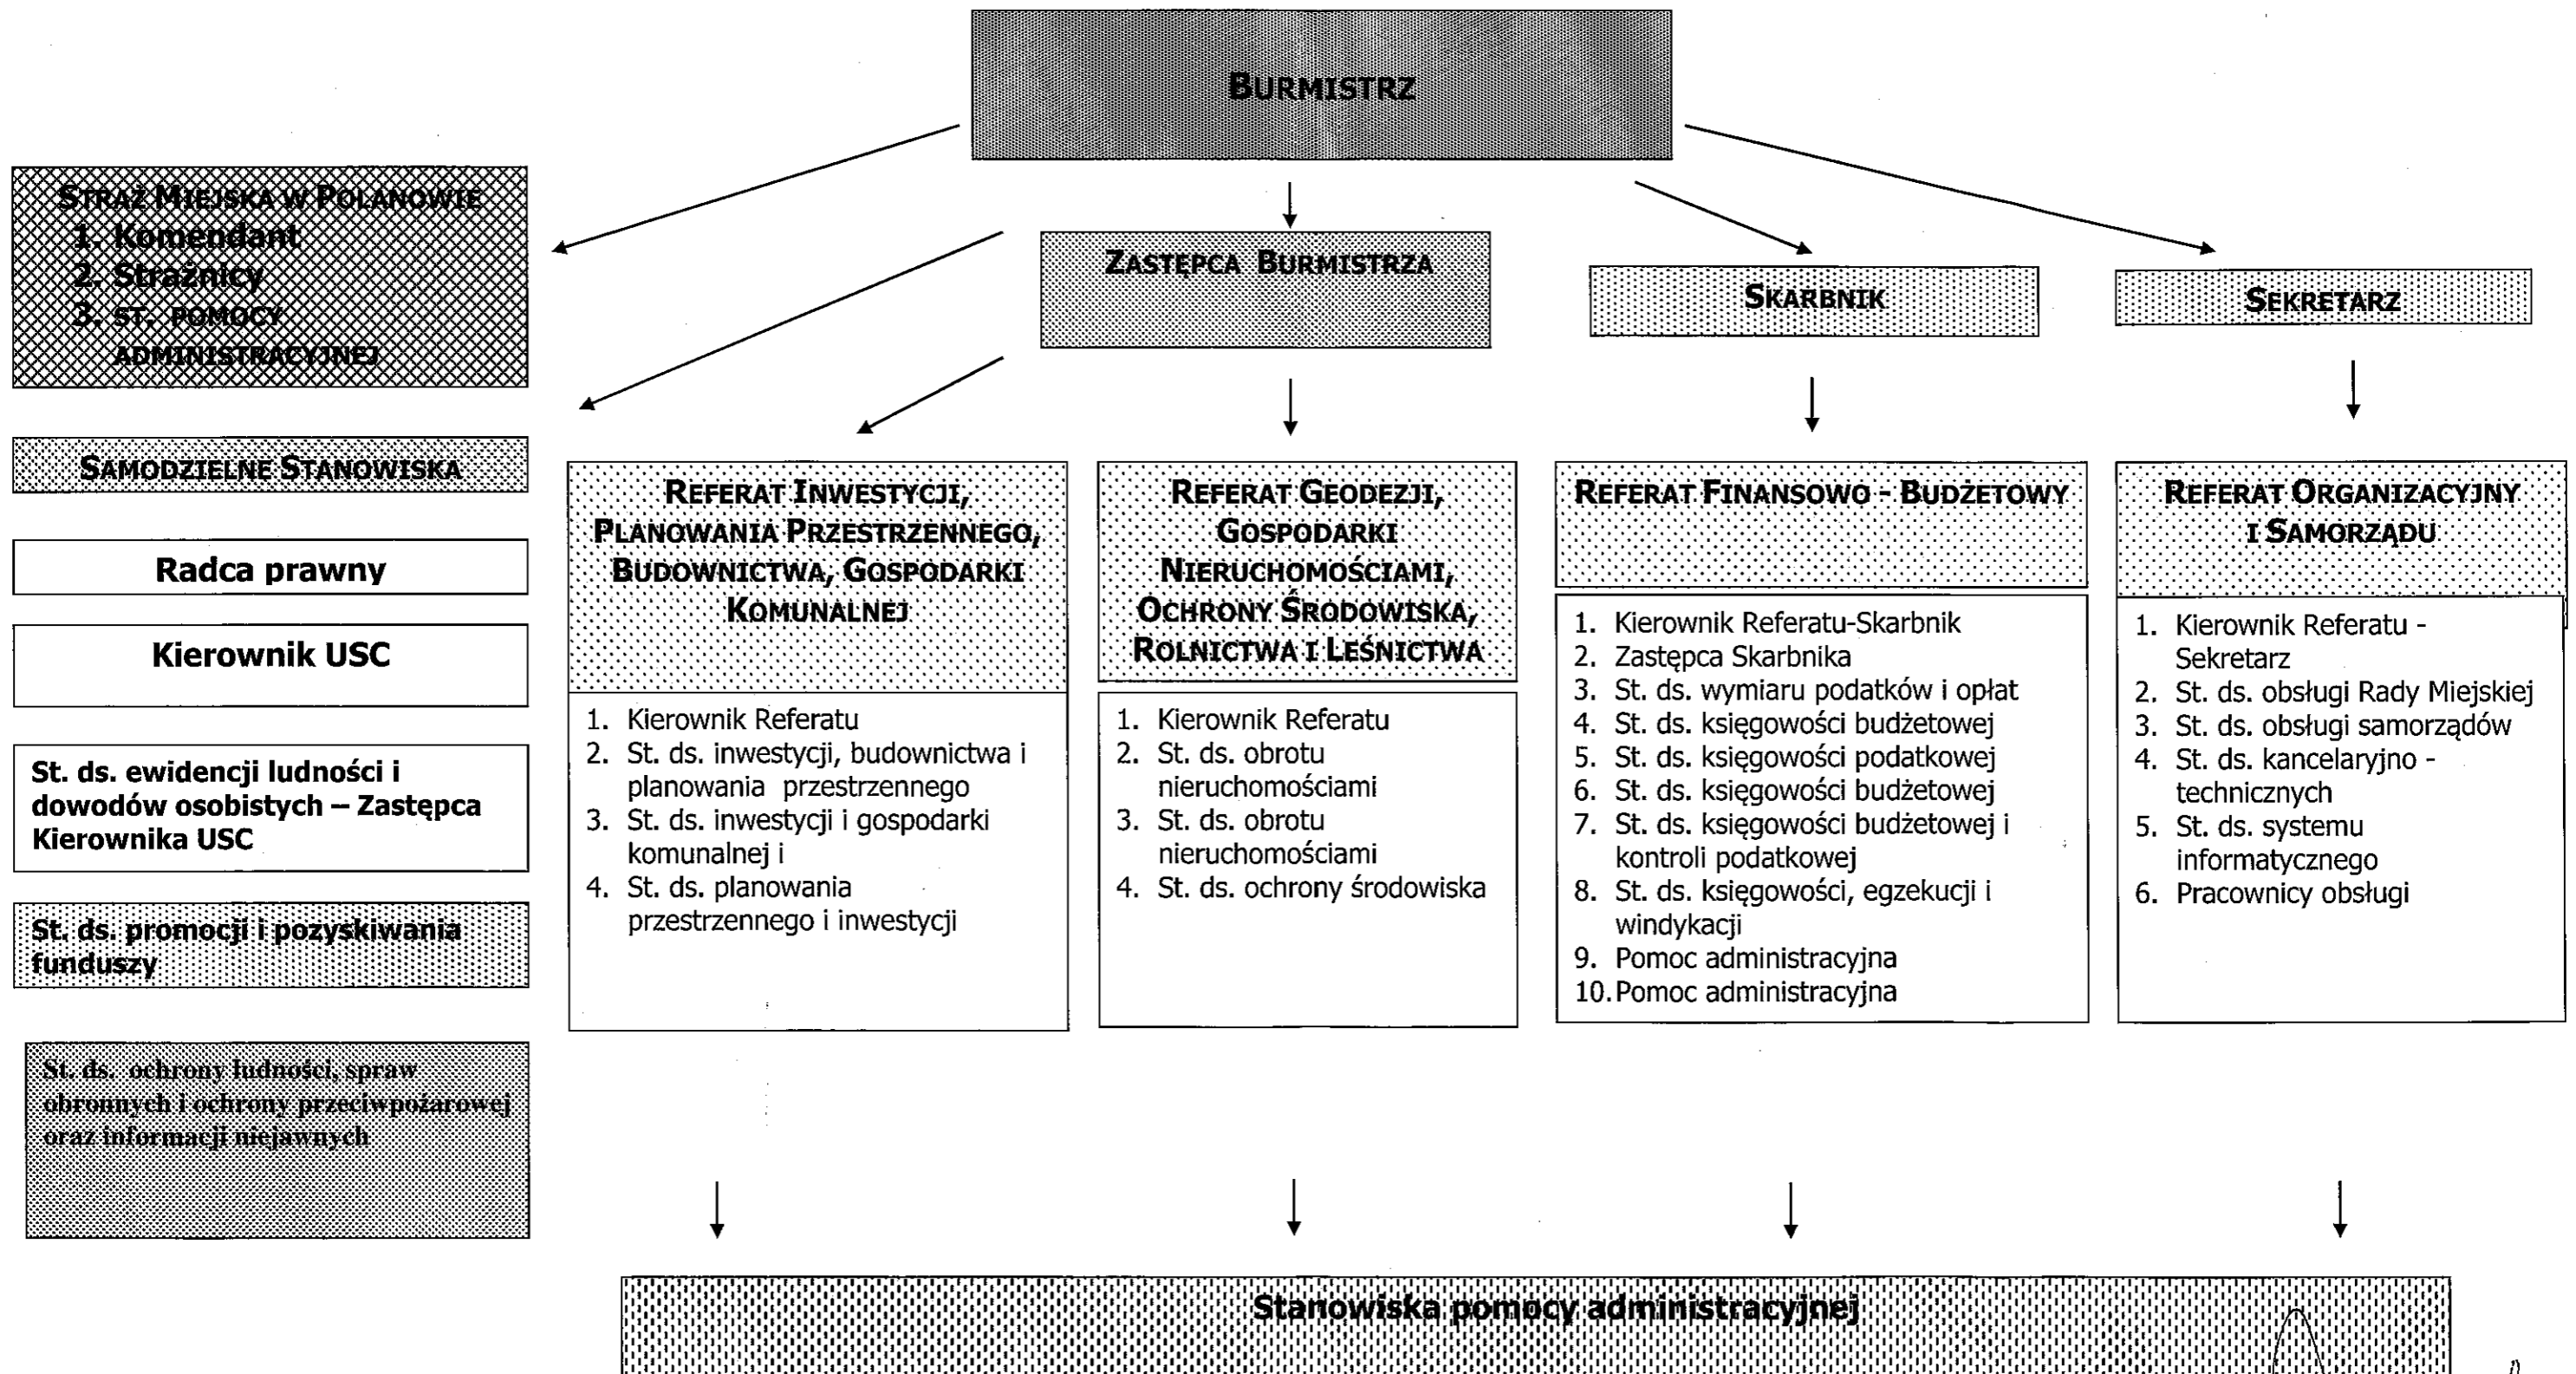 BURMISTRZ
STRAŻ MIEJSKA W POLANOWIE
1. Komendant
2. Strażnicy
3. ST. POMOCY
ADMINISTRACYJNEJ
ZASTĘPCA BURMISTRZA
SKARBNIK
SEKRETARZ
SAMODZIELNE STANOWISKA
Radca prawny
Kierownik USC
St. ds. ewidencji ludności i
dowodów osobistych – Zastępca
Kierownika USC
St. ds. promocji i pozyskiwania
funduszy
St. ds. ochrony ludności, spraw
obronnych i ochrony przeciwpożarowej
oraz informacji niejawnych
REFERAT INWESTYCJI,
PLANOWANIA PRZESTRZENNEGO,
BUDOWNICTWA, GOSPODARKI
KOMUNALNEJ
1. Kierownik Referatu
2. St. ds. inwestycji, budownictwa i
planowania przestrzennego
3. St. ds. inwestycji i gospodarki
komunalnej i
4. St. ds. planowania
przestrzennego i inwestycji
REFERAT GEODEZJI,
GOSPODARKI
NIERUCHOMOŚCIAMI,
OCHRONY ŚRODOWISKA,
ROLNICTWA I LEŚNICTWA
1. Kierownik Referatu
2. St. ds. obrotu
nieruchomościami
3. St. ds. obrotu
nieruchomościami
4. St. ds. ochrony środowiska
REFERAT FINANSOWO - BUDŻETOWY
1. Kierownik Referatu-Skarbnik
2. Zastępca Skarbnika
3. St. ds. wymiaru podatków i opłat
4. St. ds. księgowości budżetowej
5. St. ds. księgowości podatkowej
6. St. ds. księgowości budżetowej
7. St. ds. księgowości budżetowej i
kontroli podatkowej
8. St. ds. księgowości, egzekucji i
windykacji
9. Pomoc administracyjna
10. Pomoc administracyjna
REFERAT ORGANIZACYJNY
I SAMORZĄDU
1. Kierownik Referatu -
Sekretarz
2. St. ds. obsługi Rady Miejskiej
3. St. ds. obsługi samorządów
4. St. ds. kancelaryjno -
technicznych
5. St. ds. systemu
informatycznego
6. Pracownicy obsługi
Stanowiska pomocy administracyjnej